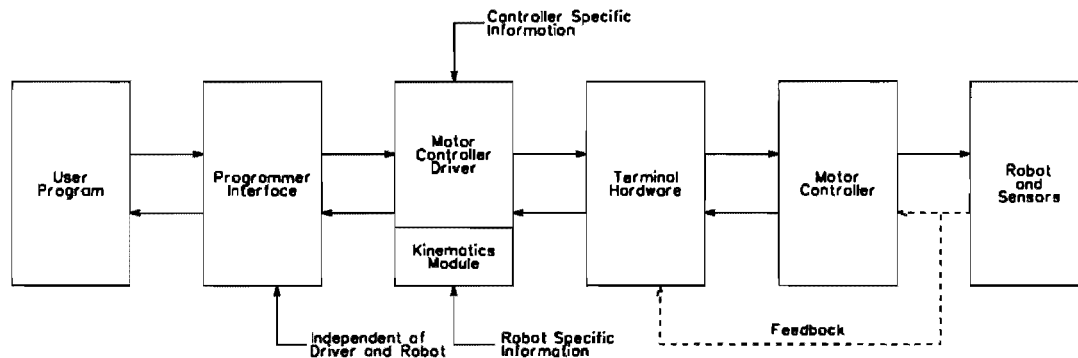 Controller Specific
Information
User
Program
Programmer
Interface
Motor
Controller
Driver
Kinematics
Module
Terminal
Hardware
Motor
Controller
Robot
and
Sensors
Feedback
Independent of
Driver and Robot
Robot Specific
Information